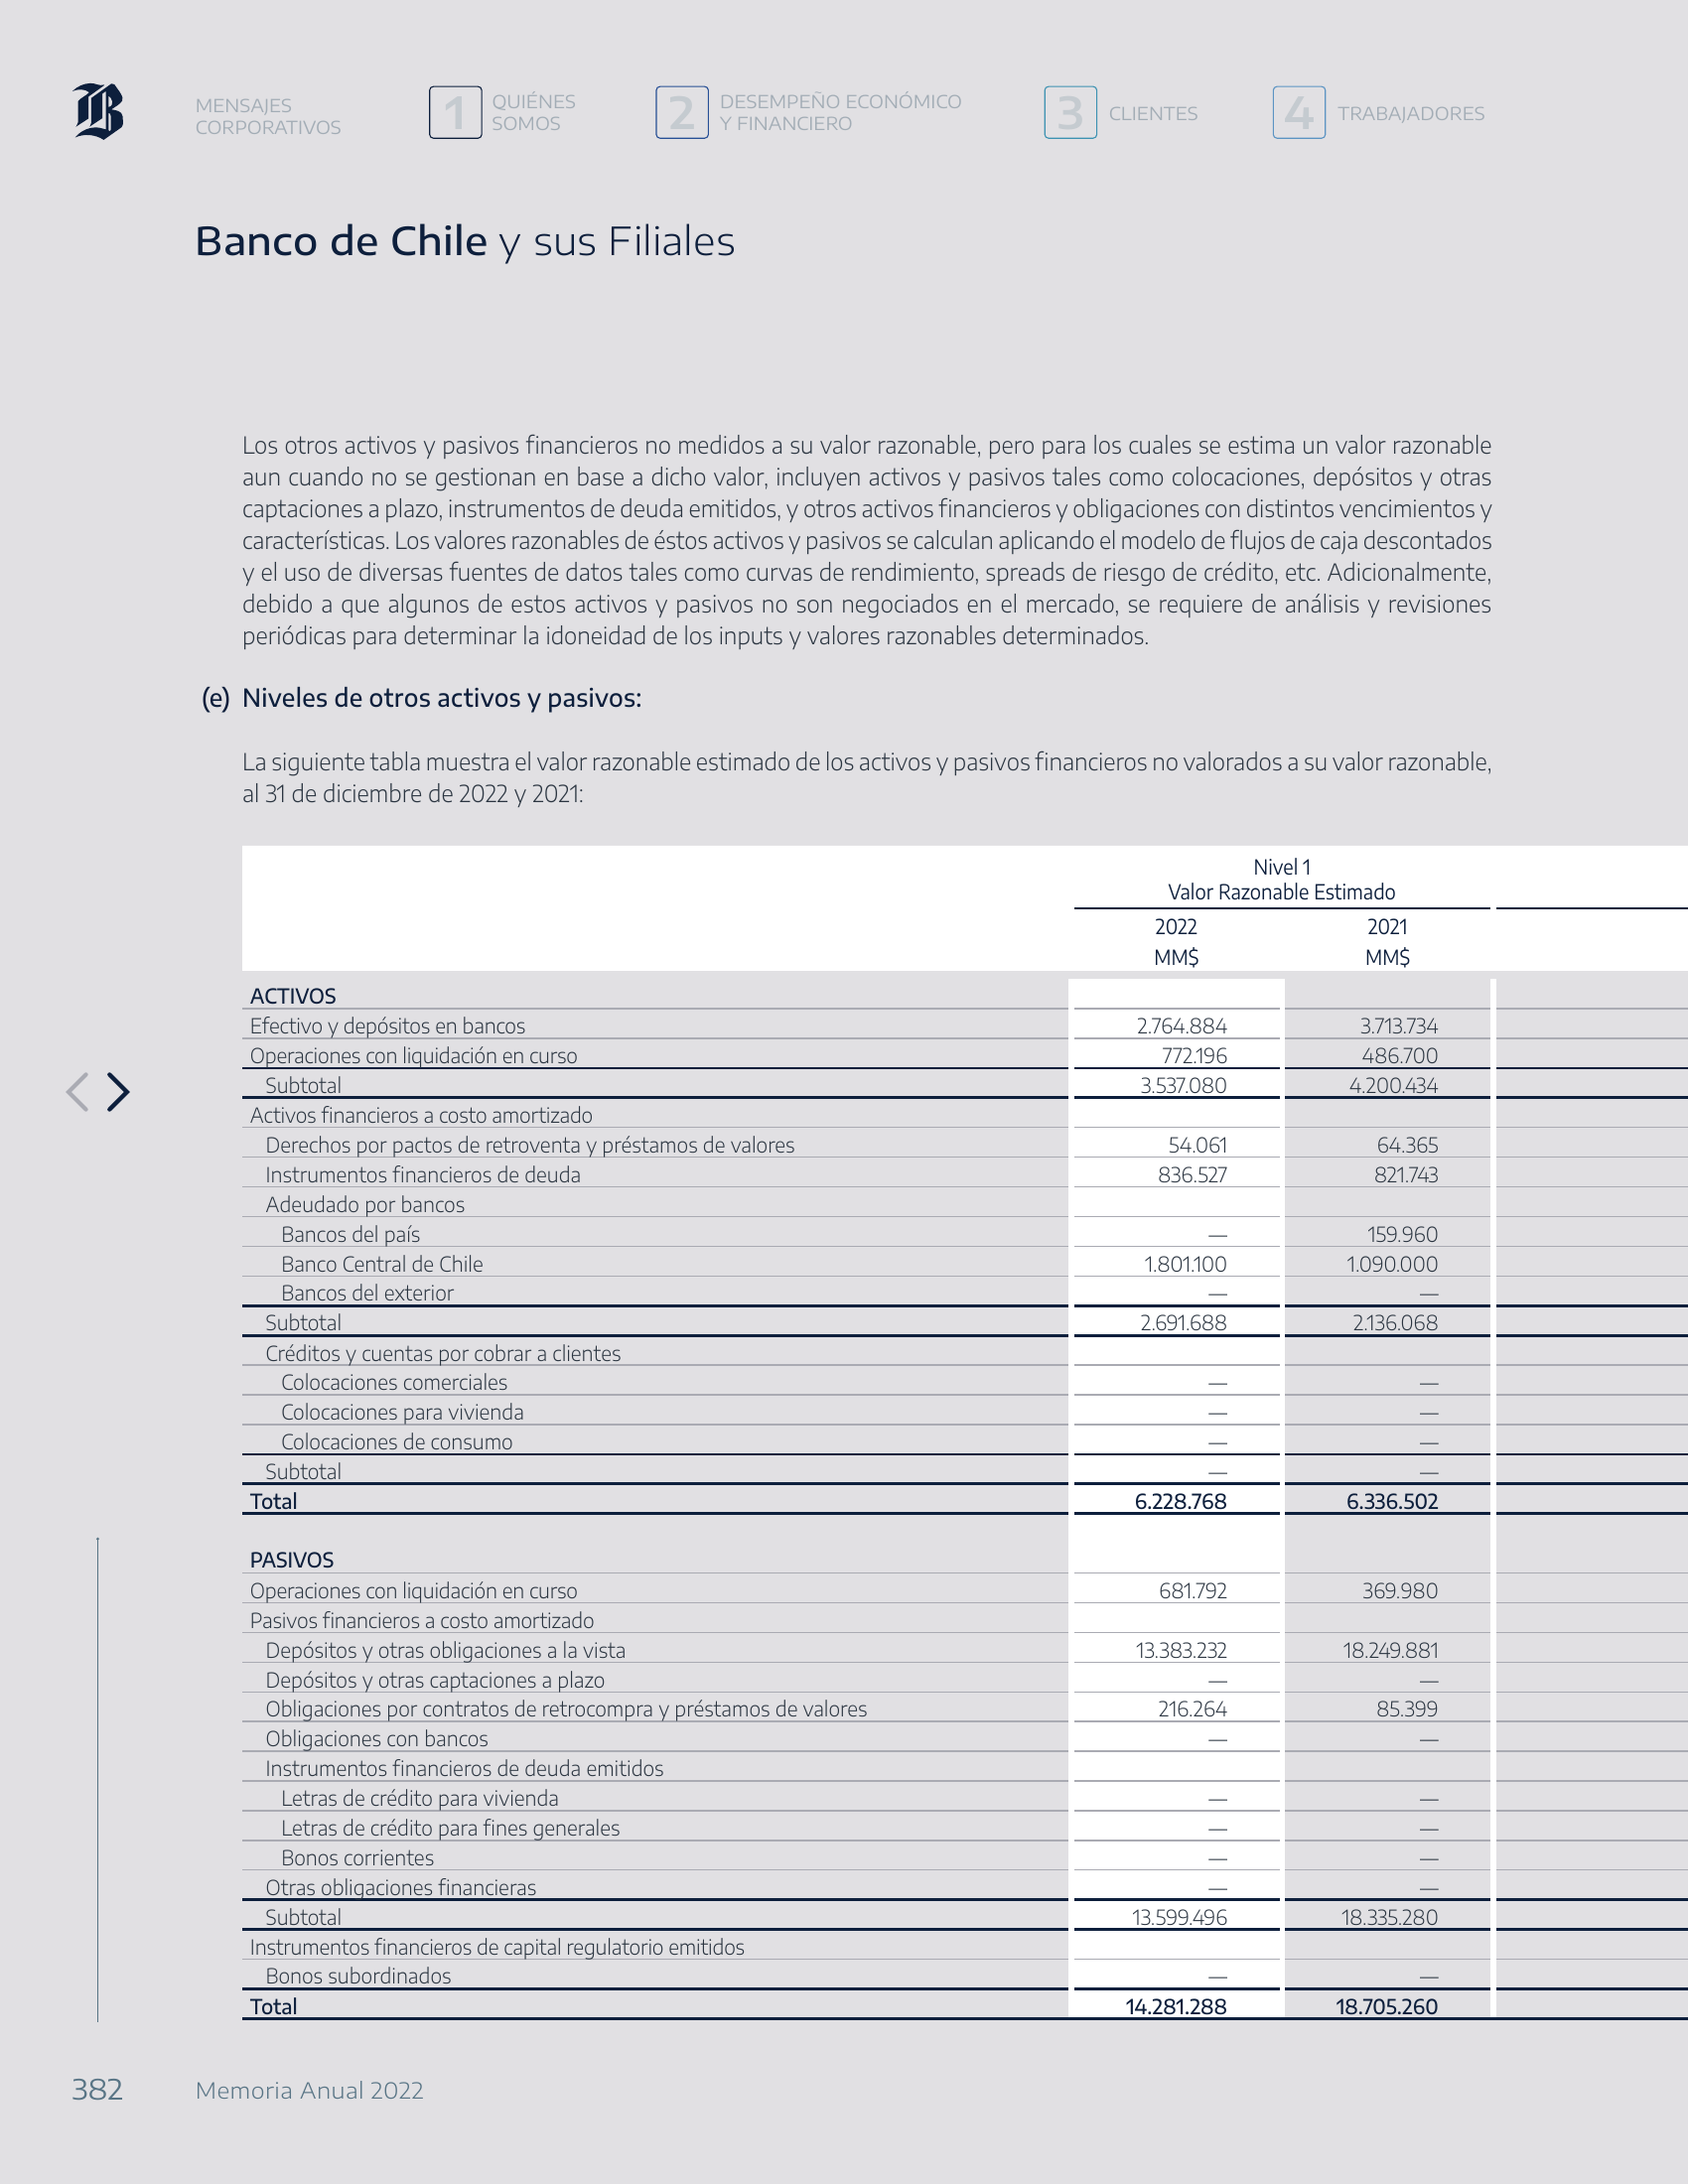 B
MENSAJES
CORPORATIVOS
1
QUIÉNES
SOMOS
2
DESEMPEÑO ECONÓMICO
Y FINANCIERO
3
CLIENTES
4
TRABAJADORES
Banco de Chile y sus Filiales
Los otros activos y pasivos financieros no medidos a su valor razonable, pero para los cuales se estima un valor razonable
aun cuando no se gestionan en base a dicho valor, incluyen activos y pasivos tales como colocaciones, depósitos y otras
captaciones a plazo, instrumentos de deuda emitidos, y otros activos financieros y obligaciones con distintos vencimientos y
características. Los valores razonables de éstos activos y pasivos se calculan aplicando el modelo de flujos de caja descontados
y el uso de diversas fuentes de datos tales como curvas de rendimiento, spreads de riesgo de crédito, etc. Adicionalmente,
debido a que algunos de estos activos y pasivos no son negociados en el mercado, se requiere de análisis y revisiones
periódicas para determinar la idoneidad de los inputs y valores razonables determinados.
(e) Niveles de otros activos y pasivos:
La siguiente tabla muestra el valor razonable estimado de los activos y pasivos financieros no valorados a su valor razonable,
al 31 de diciembre de 2022 y 2021:
Nivel 1
Valor Razonable Estimado
2022 2021
MM$ MM$
ACTIVOS
Efectivo y depósitos en bancos 2.764.884 3.713.734
Operaciones con liquidación en curso 772.196 486.700
Subtotal 3.537.080 4.200.434
Activos financieros a costo amortizado
Derechos por pactos de retroventa y préstamos de valores 54.061 64.365
Instrumentos financieros de deuda 836.527 821.743
Adeudado por bancos
Bancos del país — 159.960
Banco Central de Chile 1.801.100 1.090.000
Bancos del exterior — —
Subtotal 2.691.688 2.136.068
Créditos y cuentas por cobrar a clientes
Colocaciones comerciales — —
Colocaciones para vivienda — —
Colocaciones de consumo — —
Subtotal — —
Total 6.228.768 6.336.502
PASIVOS
Operaciones con liquidación en curso 681.792 369.980
Pasivos financieros a costo amortizado
Depósitos y otras obligaciones a la vista 13.383.232 18.249.881
Depósitos y otras captaciones a plazo — —
Obligaciones por contratos de retrocompra y préstamos de valores 216.264 85.399
Obligaciones con bancos — —
Instrumentos financieros de deuda emitidos
Letras de crédito para vivienda — —
Letras de crédito para fines generales — —
Bonos corrientes — —
Otras obligaciones financieras — —
Subtotal 13.599.496 18.335.280
Instrumentos financieros de capital regulatorio emitidos
Bonos subordinados — —
Total 14.281.288 18.705.260
382 Memoria Anual 2022